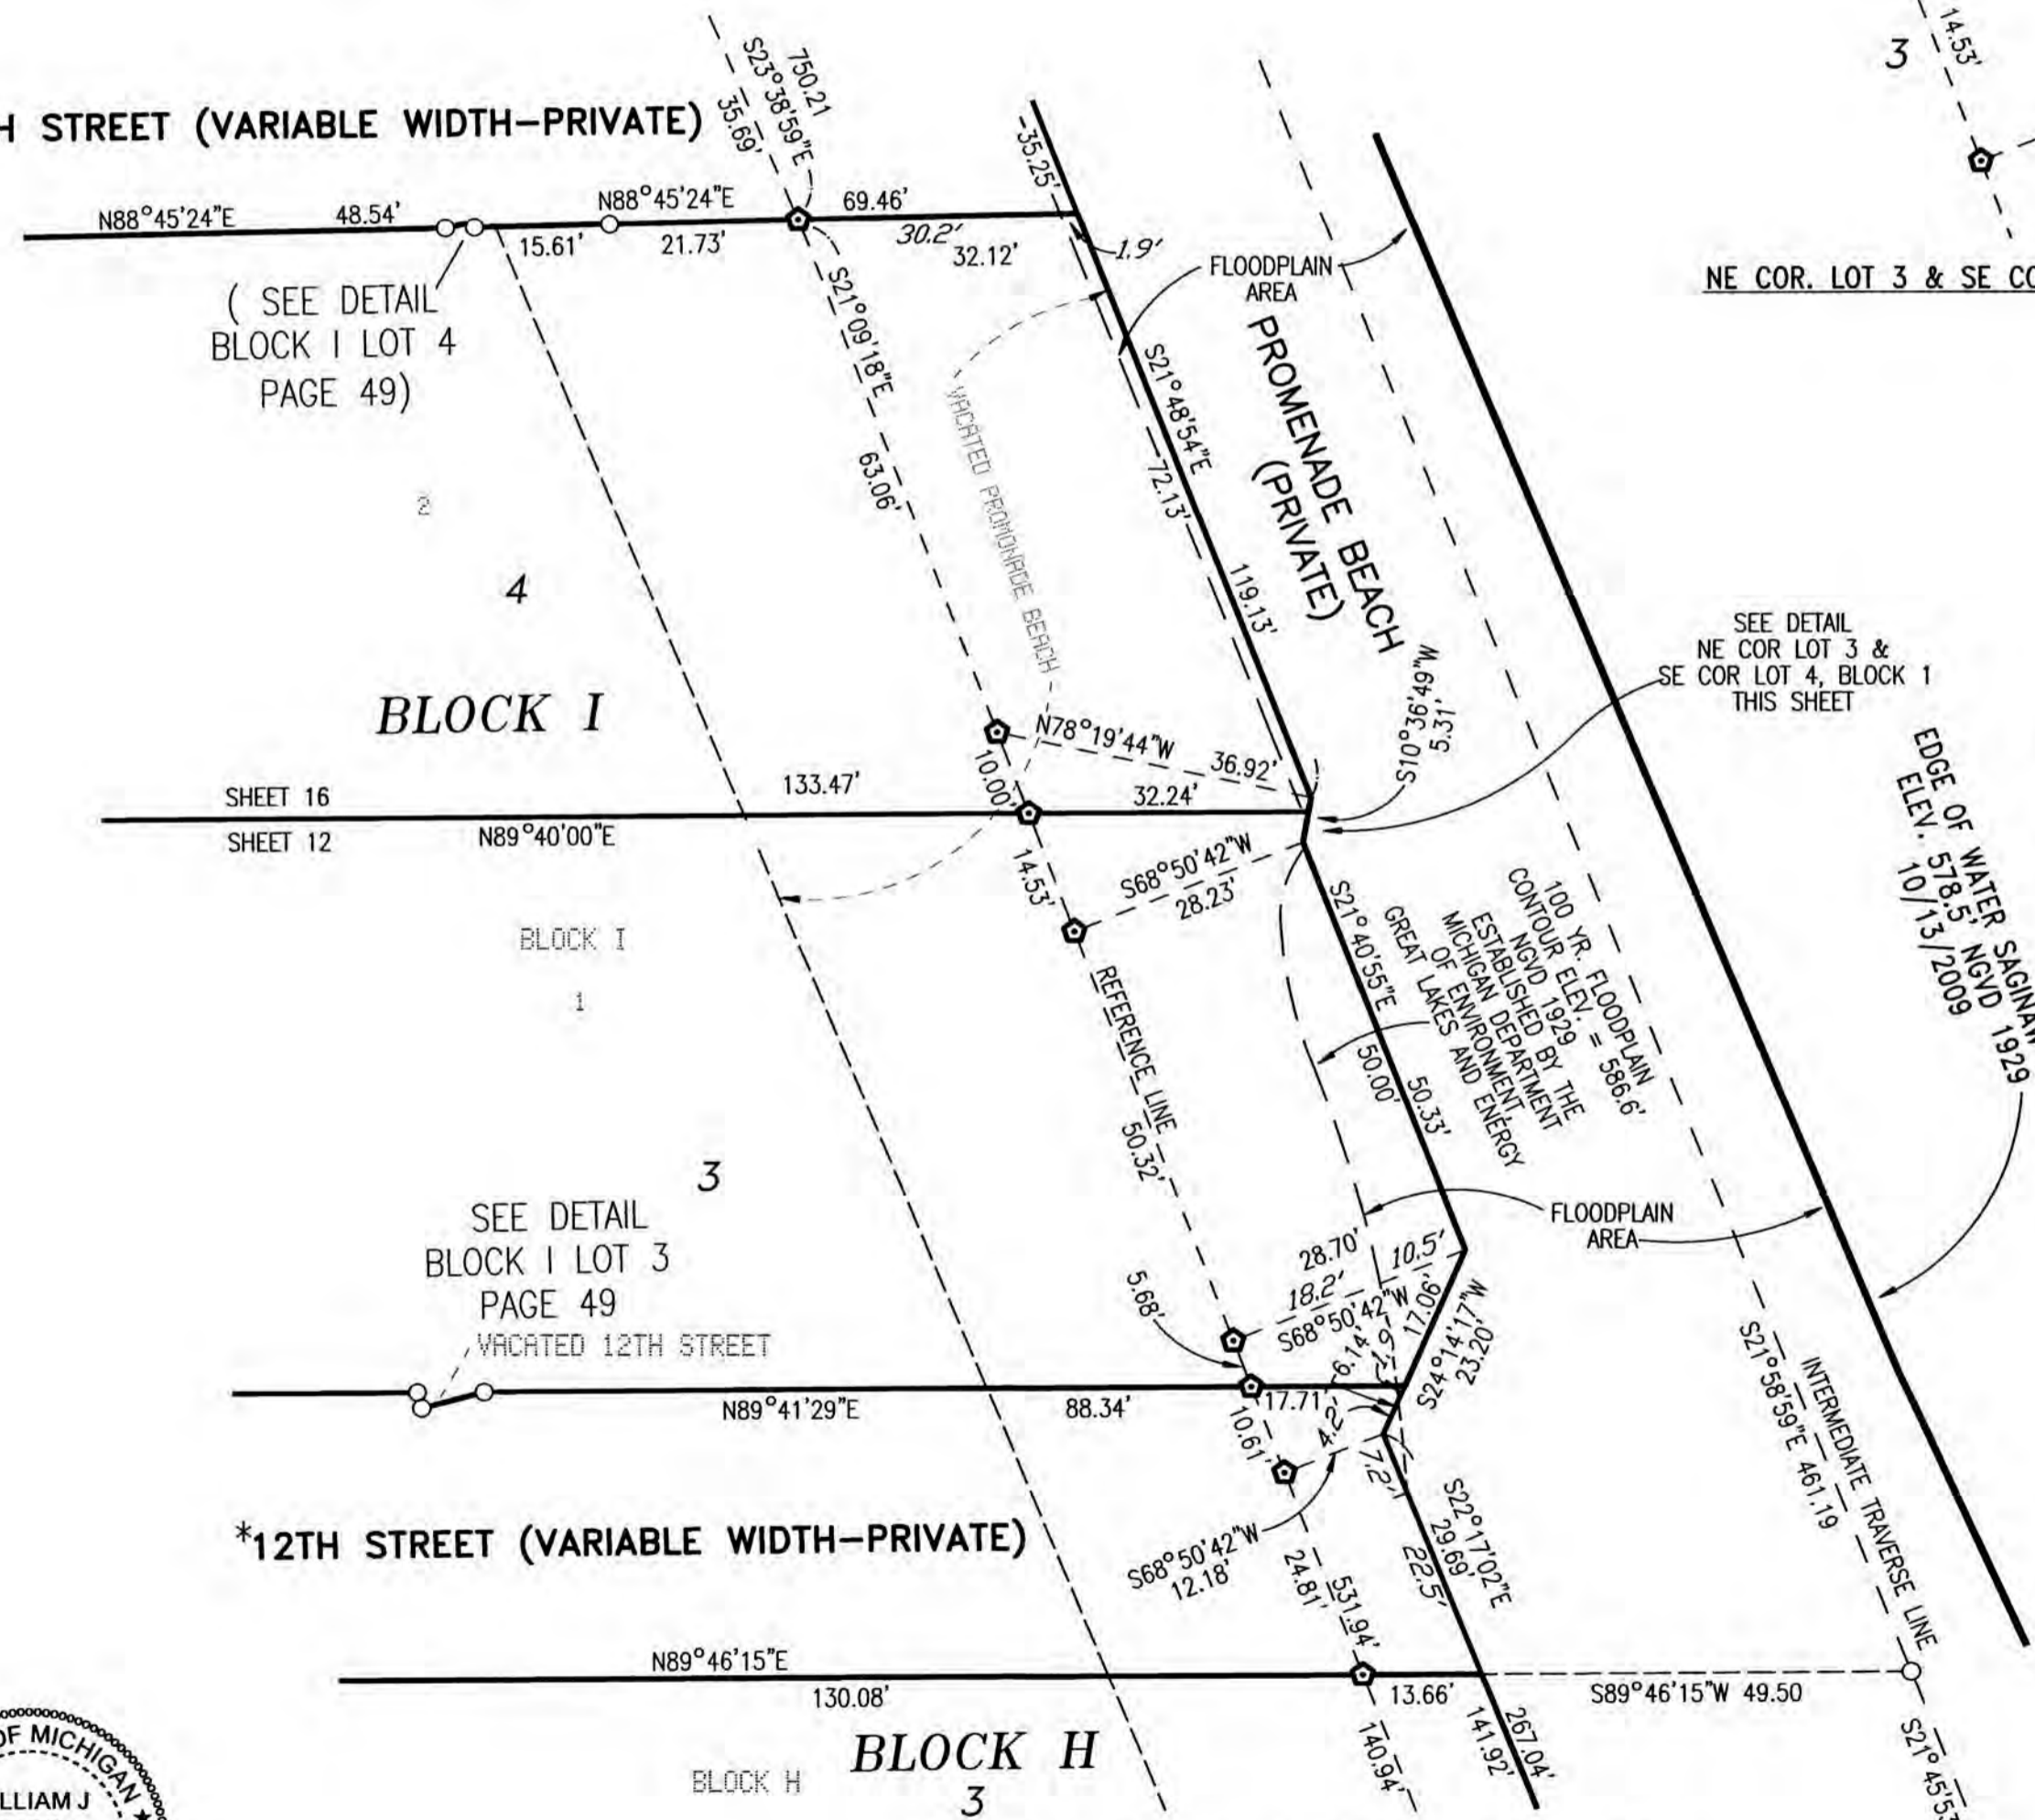 H STREET (VARIABLE WIDTH-PRIVATE)
750.21
S23°38'59"E
35.69'
35.25'
14.53'
3
N88°45'24"E
48.54'
N88°45'24"E
69.46'
15.61'
21.73'
30.2'
32.12'
1.9'
FLOODPLAIN
AREA
NE COR. LOT 3 & SE CO
( SEE DETAIL
BLOCK I LOT 4
PAGE 49)
S21°09'18"E
63.06'
VACATED PROMONADE BEACH
S21°48'54"E
72.13'
119.13'
PROMENADE BEACH
(PRIVATE)
2
4
BLOCK I
SEE DETAIL
NE COR LOT 3 &
SE COR LOT 4, BLOCK 1
THIS SHEET
S10°36'49"W
5.31'
N78°19'44"W
36.92'
10.00'
133.47'
32.24'
SHEET 16
SHEET 12
N89°40'00"E
EDGE OF WATER SAGINAW
ELEV. 578.5' NGVD 1929
10/13/2009
14.53'
S68°50'42"W
28.23'
BLOCK I
1
S21°40'55"E
50.00'
50.33'
100 YR. FLOODPLAIN
CONTOUR ELEV. = 586.6'
NGVD 1929
ESTABLISHED BY THE
MICHIGAN DEPARTMENT
OF ENVIRONMENT,
GREAT LAKES AND ENERGY
REFERENCE LINE
50.32'
3
SEE DETAIL
BLOCK I LOT 3
PAGE 49
VACATED 12TH STREET
FLOODPLAIN
AREA
28.70'
10.5'
18.2'
S68°50'42"W
5.68'
17.06'
S24°14'17"W
23.20'
6.14'
1.9'
N89°41'29"E
88.34'
17.71'
10.61'
4.2'
7.2'
S22°17'02"E
29.69'
22.5'
S21°58'59"E 461.19
INTERMEDIATE TRAVERSE LINE
*12TH STREET (VARIABLE WIDTH-PRIVATE)
S68°50'42"W
12.18'
24.81'
531.94'
N89°46'15"E
130.08'
13.66'
S89°46'15"W 49.50
140.94'
141.92'
267.04'
S21°45'53
BLOCK H
BLOCK H
3
OF MICHIGAN
LLIAM J